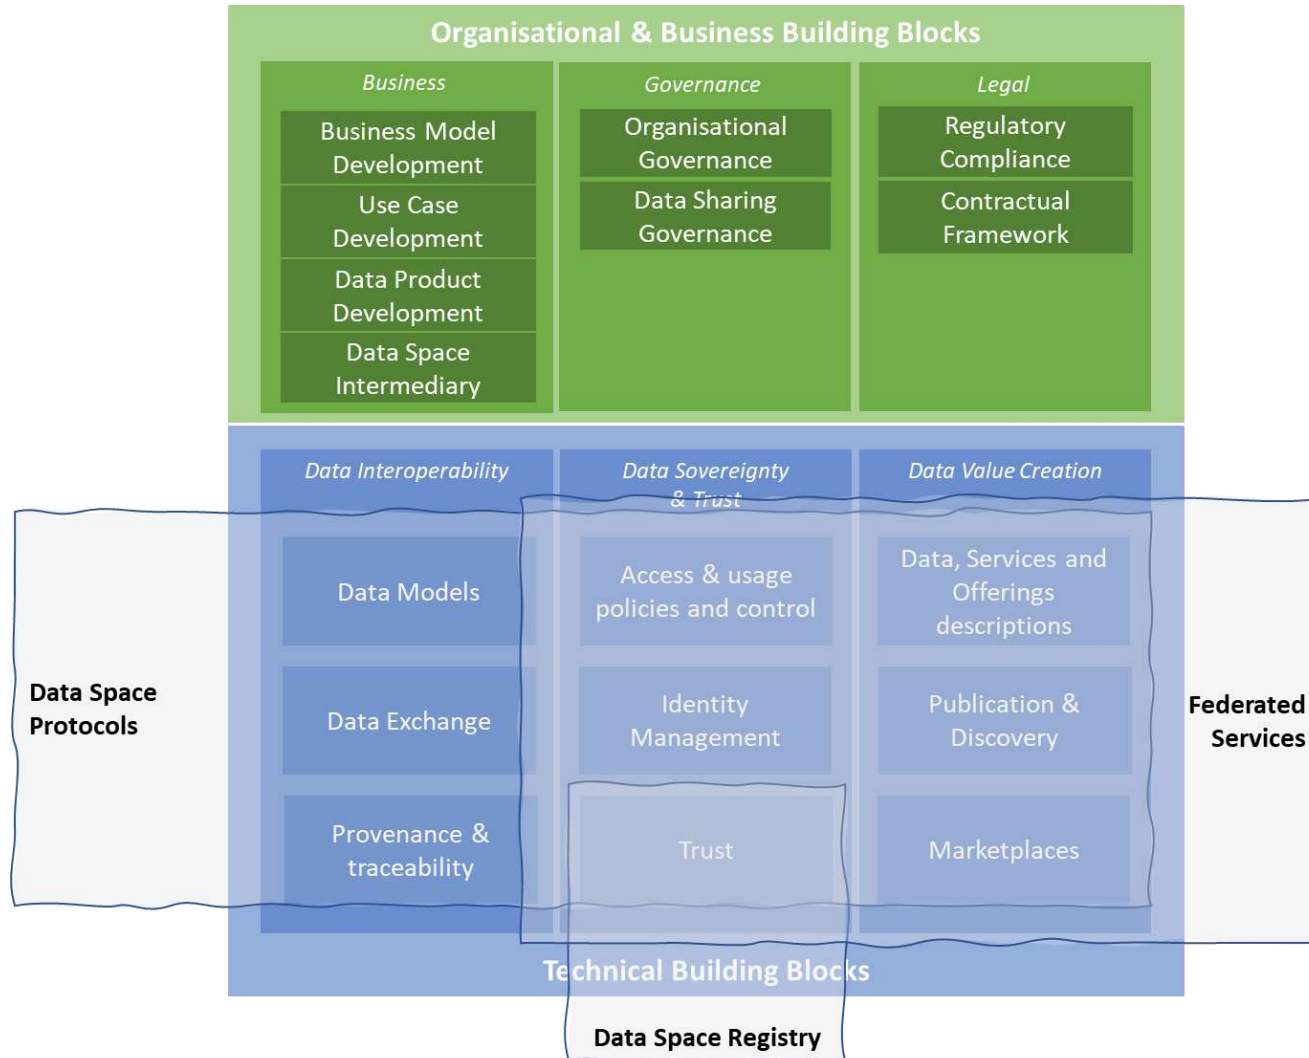 Organisational & Business Building Blocks
Business
Business Model
Development
Use Case
Development
Data Product
Development
Data Space
Intermediary
Governance
Organisational
Governance
Data Sharing
Governance
Legal
Regulatory
Compliance
Contractual
Framework
Data Interoperability
Data Models
Data Exchange
Provenance &
traceability
Data Sovereignty
& Trust
Access & usage
policies and control
Identity
Management
Trust
Data Value Creation
Data, Services and
Offerings
descriptions
Publication &
Discovery
Marketplaces
Data Space
Protocols
Federated
Services
Technical Building Blocks
Data Space Registry